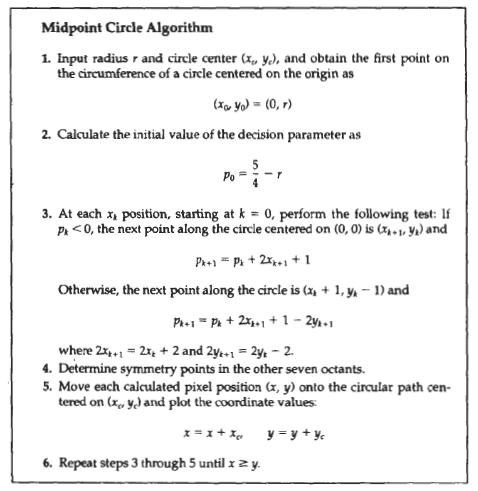 Midpoint Circle Algorithm
1. Input radius r and circle center (x_c, y_c), and obtain the first point on
the circumference of a circle centered on the origin as
(x_0, y_0) = (0, r)
2. Calculate the initial value of the decision parameter as
p_0 = 5/4 − r
3. At each x_k position, starting at k = 0, perform the following test: If
p_k < 0, the next point along the circle centered on (0, 0) is (x_{k+1}, y_k) and
p_{k+1} = p_k + 2x_{k+1} + 1
Otherwise, the next point along the circle is (x_k + 1, y_k − 1) and
p_{k+1} = p_k + 2x_{k+1} + 1 − 2y_{k+1}
where 2x_{k+1} = 2x_k + 2 and 2y_{k+1} = 2y_k − 2.
4. Determine symmetry points in the other seven octants.
5. Move each calculated pixel position (x, y) onto the circular path cen-
tered on (x_c, y_c) and plot the coordinate values:
x = x + x_c, y = y + y_c
6. Repeat steps 3 through 5 until x ≥ y.